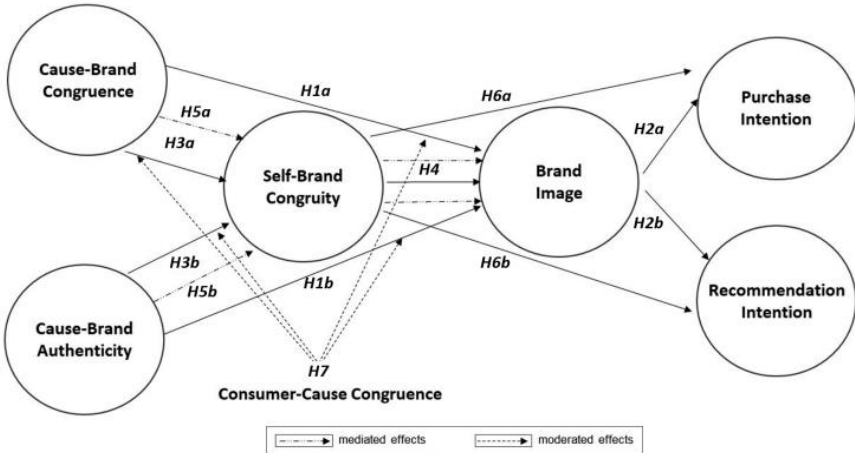 Cause-Brand
Congruence
H1a
H5a
H3a
H6a
Purchase
Intention
H2a
Self-Brand
Congruity
H4
Brand
Image
H2b
H3b
H5b
H1b
H6b
Cause-Brand
Authenticity
Recommendation
Intention
H7
Consumer-Cause Congruence
mediated effects
moderated effects